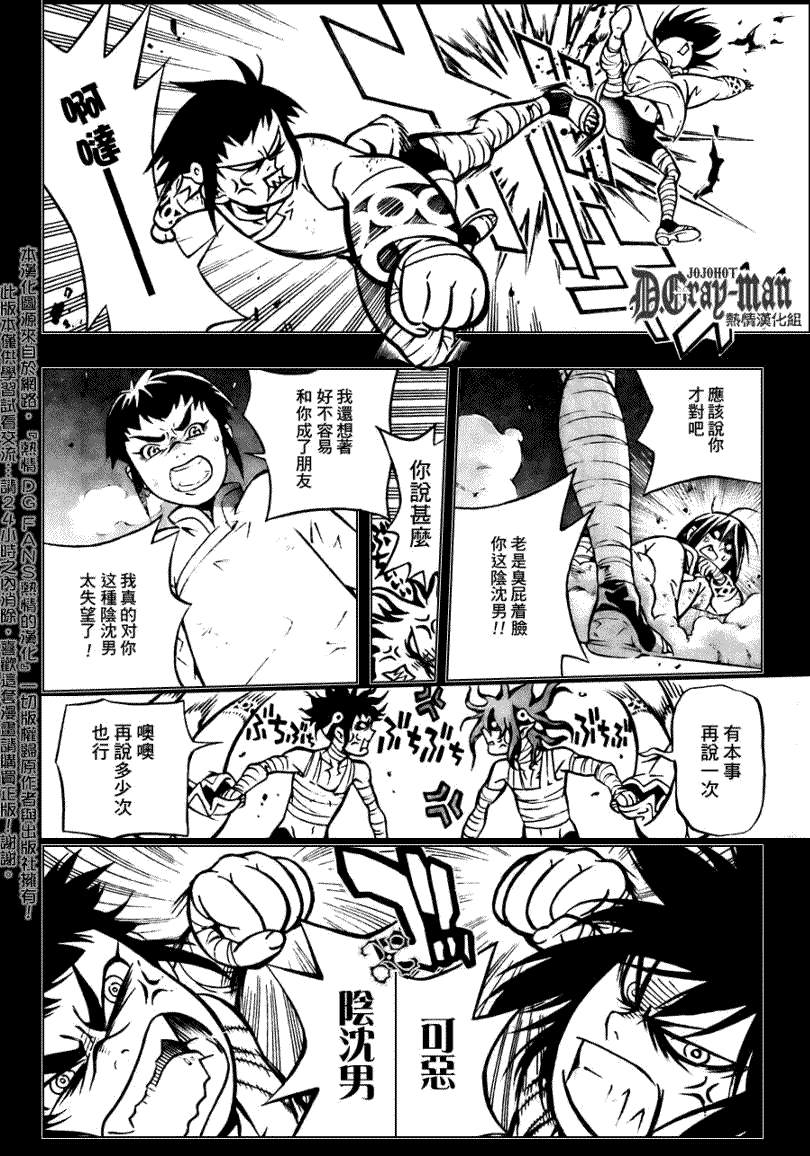 啊
噠
JOJOHOT
D.Gray-man
熱情漢化組
應該說你
才對吧
老是臭屁着臉
你这陰沈男!!
你說甚麼
我還想著
好不容易
和你成了朋友
我真的对你
这種陰沈男
太失望了!
有本事
再說一次
ぶちぶち
ぶちぶち
噢噢
再說多少次
也行
可惡
陰沈男
本漢化圖源來自於網路。『熱情DGFANS熱情的漢化』一切版權歸原作者與出版社擁有!
此版本僅供學習試看交流…請24小時之內消除。喜歡這套漫畫請購買正版!謝謝。